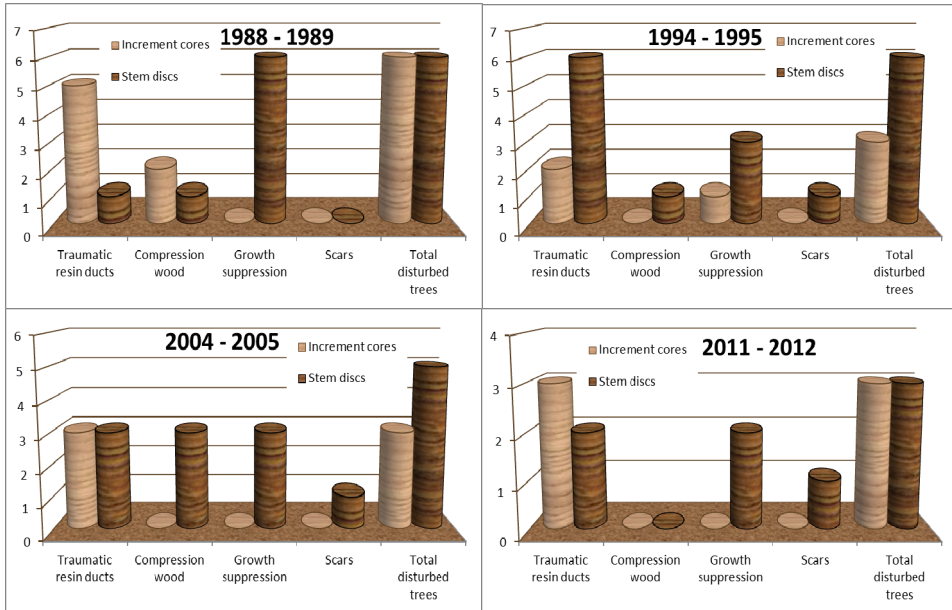 1988 - 1989
Increment cores
Stem discs
7
6
5
4
3
2
1
0
Traumatic resin ducts
Compression wood
Growth suppression
Scars
Total disturbed trees
1994 - 1995
Increment cores
Stem discs
7
6
5
4
3
2
1
0
Traumatic resin ducts
Compression wood
Growth suppression
Scars
Total disturbed trees
2004 - 2005
Increment cores
Stem discs
6
5
4
3
2
1
0
Traumatic resin ducts
Compression wood
Growth suppression
Scars
Total disturbed trees
2011 - 2012
Increment cores
Stem discs
4
3
2
1
0
Traumatic resin ducts
Compression wood
Growth suppression
Scars
Total disturbed trees